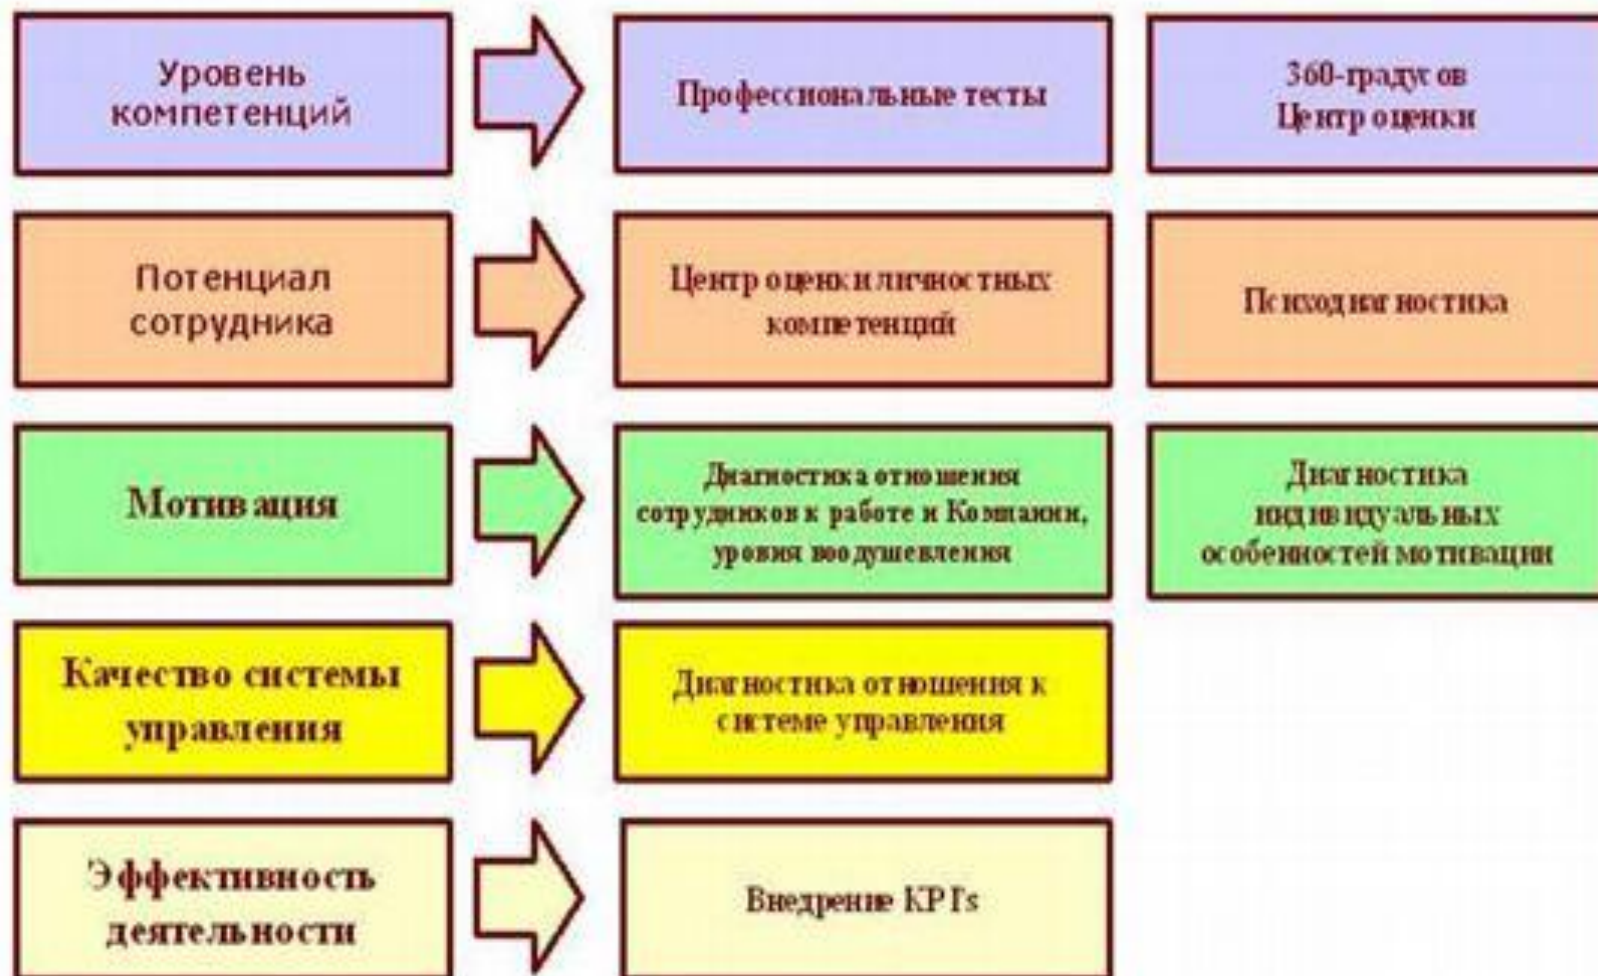 Уровень
компетенций
Профессиональные тесты
360-градусов
Центр оценки
Потенциал
сотрудника
Центр оценки личностных
компетенций
Психодиагностика
Мотивация
Диагностика отношения
сотрудников к работе и Компании,
уровня воодушевления
Диагностика
индивидуальных
особенностей мотивации
Качество системы
управления
Диагностика отношения к
системе управления
Эффективность
деятельности
Внедрение KPI's